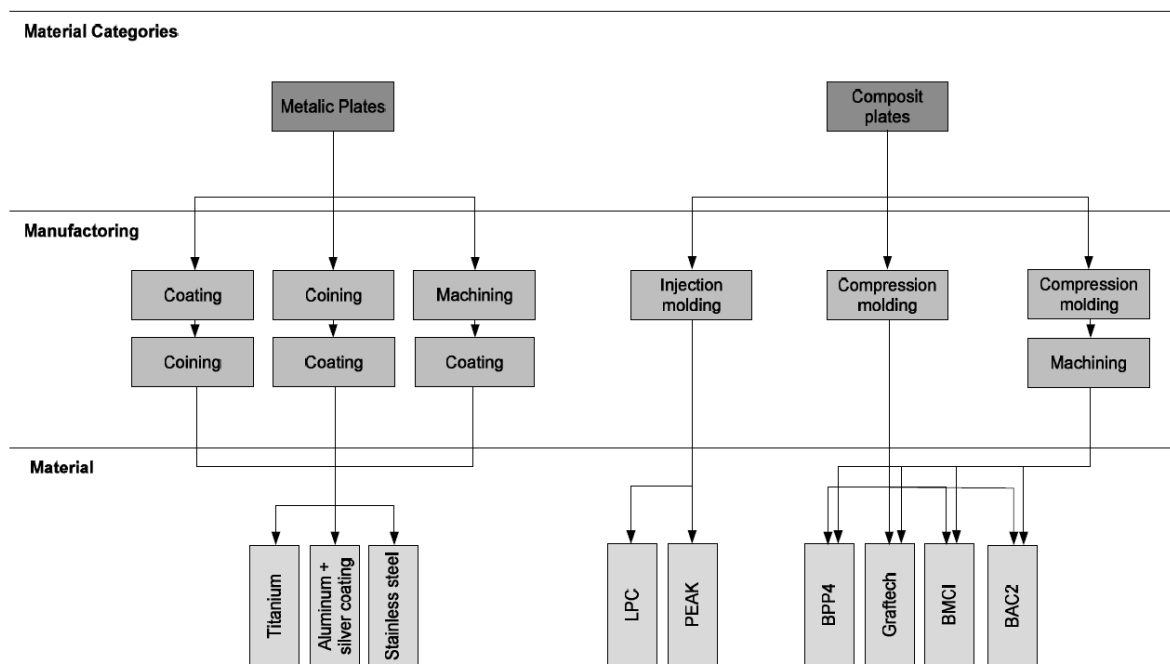 Material Categories
Metalic Plates
Composit
plates
Manufactoring
Coating
Coining
Machining
Injection
molding
Compression
molding
Compression
molding
Coining
Coating
Coating
Machining
Material
Titanium
Aluminum +
silver coating
Stainless steel
LPC
PEAK
BPP4
Graftech
BMCI
BAC2